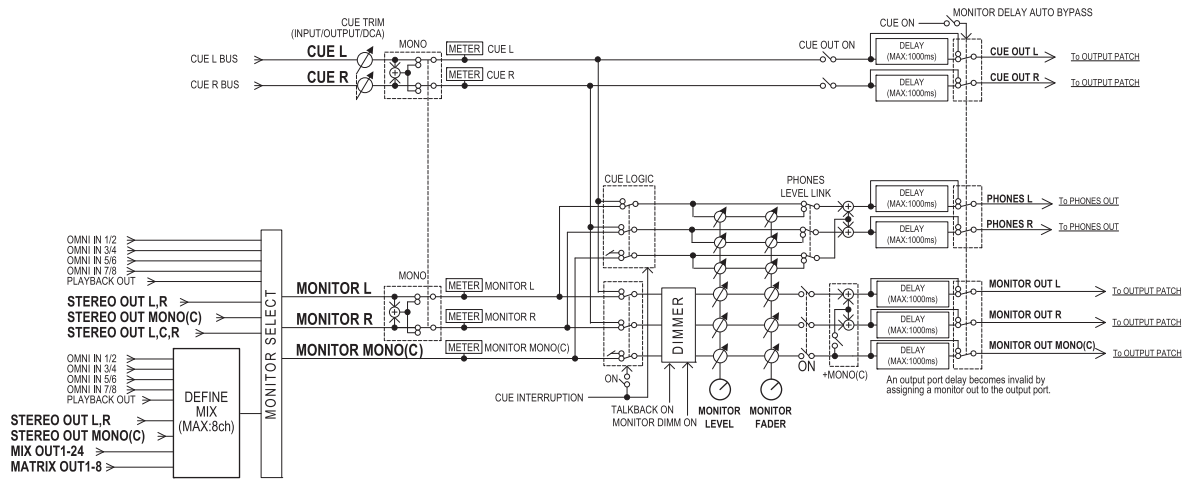 CUE ON
MONITOR DELAY AUTO BYPASS
CUE TRIM
(INPUT/OUTPUT/DCA)
MONO
CUE L BUS
CUE L
METER CUE L
CUE OUT ON
DELAY
(MAX:1000ms)
CUE OUT L
To OUTPUT PATCH
CUE R BUS
CUE R
METER CUE R
DELAY
(MAX:1000ms)
CUE OUT R
To OUTPUT PATCH
CUE LOGIC
PHONES
LEVEL LINK
DELAY
(MAX:1000ms)
PHONES L
To PHONES OUT
DELAY
(MAX:1000ms)
PHONES R
To PHONES OUT
OMNI IN 1/2
OMNI IN 3/4
OMNI IN 5/6
OMNI IN 7/8
PLAYBACK OUT
STEREO OUT L,R
STEREO OUT MONO(C)
STEREO OUT L,C,R
MONITOR SELECT
MONO
MONITOR L
METER MONITOR L
MONITOR R
METER MONITOR R
MONITOR MONO(C)
METER MONITOR MONO(C)
DIMMER
DELAY
(MAX:1000ms)
MONITOR OUT L
To OUTPUT PATCH
DELAY
(MAX:1000ms)
MONITOR OUT R
To OUTPUT PATCH
DELAY
(MAX:1000ms)
MONITOR OUT MONO(C)
To OUTPUT PATCH
ON
ON
+MONO(C)
An output port delay becomes invalid by
assigning a monitor out to the output port.
CUE INTERRUPTION
TALKBACK ON
MONITOR DIMM ON
MONITOR
LEVEL
MONITOR
FADER
OMNI IN 1/2
OMNI IN 3/4
OMNI IN 5/6
OMNI IN 7/8
PLAYBACK OUT
STEREO OUT L,R
STEREO OUT MONO(C)
MIX OUT1-24
MATRIX OUT1-8
DEFINE
MIX
(MAX:8ch)